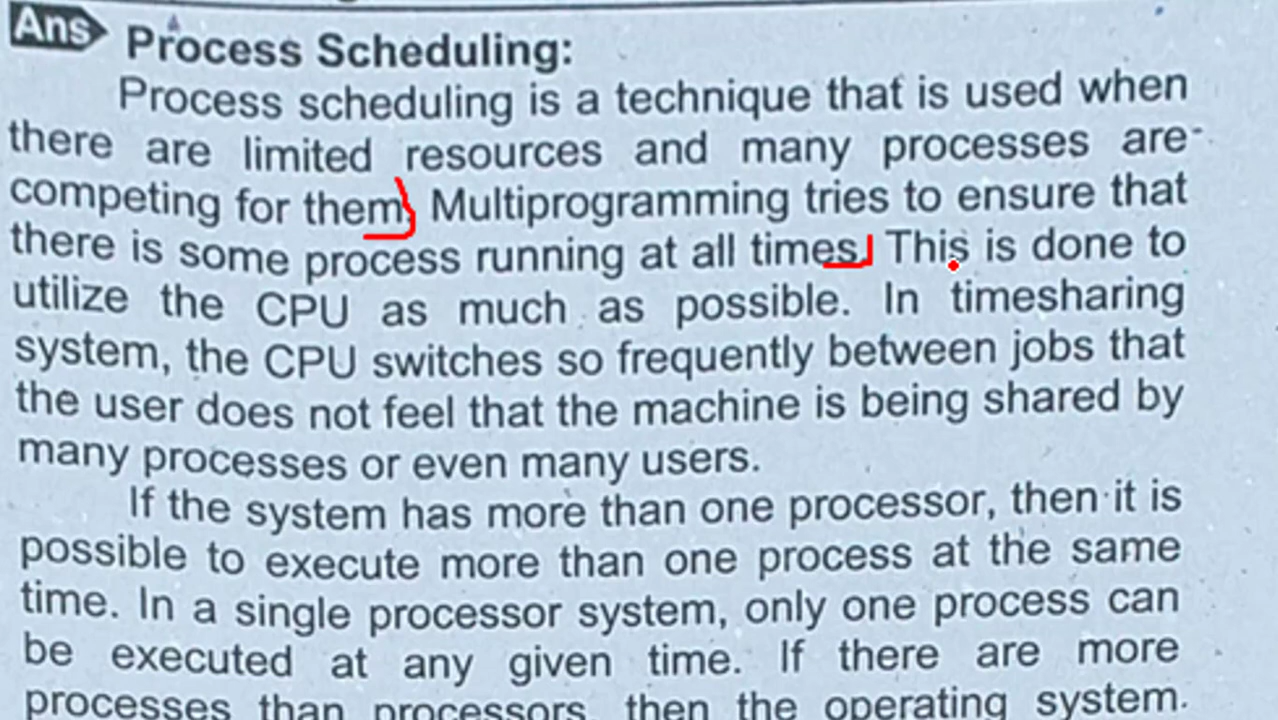 Ans Process Scheduling:
Process scheduling is a technique that is used when
there are limited resources and many processes are
competing for them. Multiprogramming tries to ensure that
there is some process running at all times. This is done to
utilize the CPU as much as possible. In timesharing
system, the CPU switches so frequently between jobs that
the user does not feel that the machine is being shared by
many processes or even many users.
If the system has more than one processor, then it is
possible to execute more than one process at the same
time. In a single processor system, only one process can
be executed at any given time. If there are more
processes than processors, then the operating system.